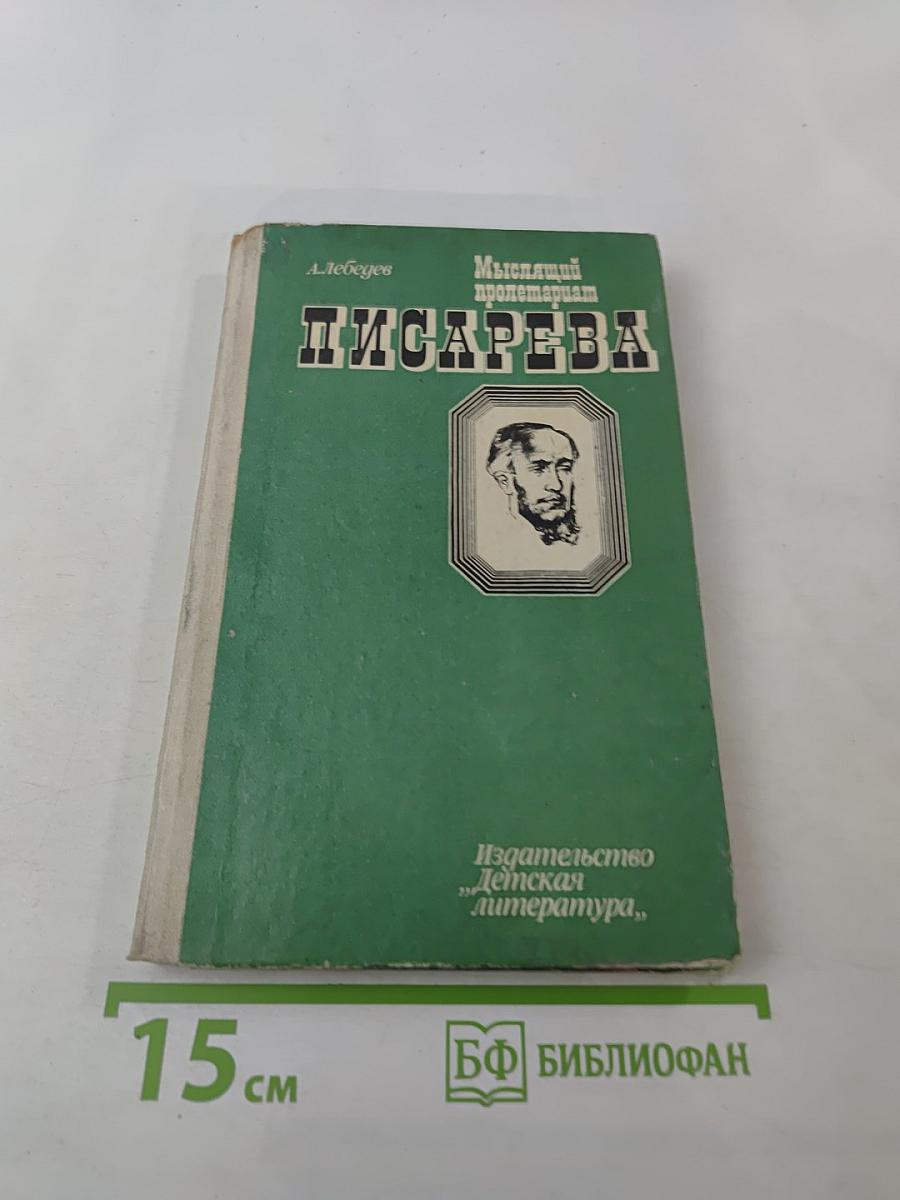 А.Лебедев
Мыслящий
пролетариат
ПИСАРЕВА
Издательство
„Детская
литература„
15 см
БФ БИБЛИОФАН